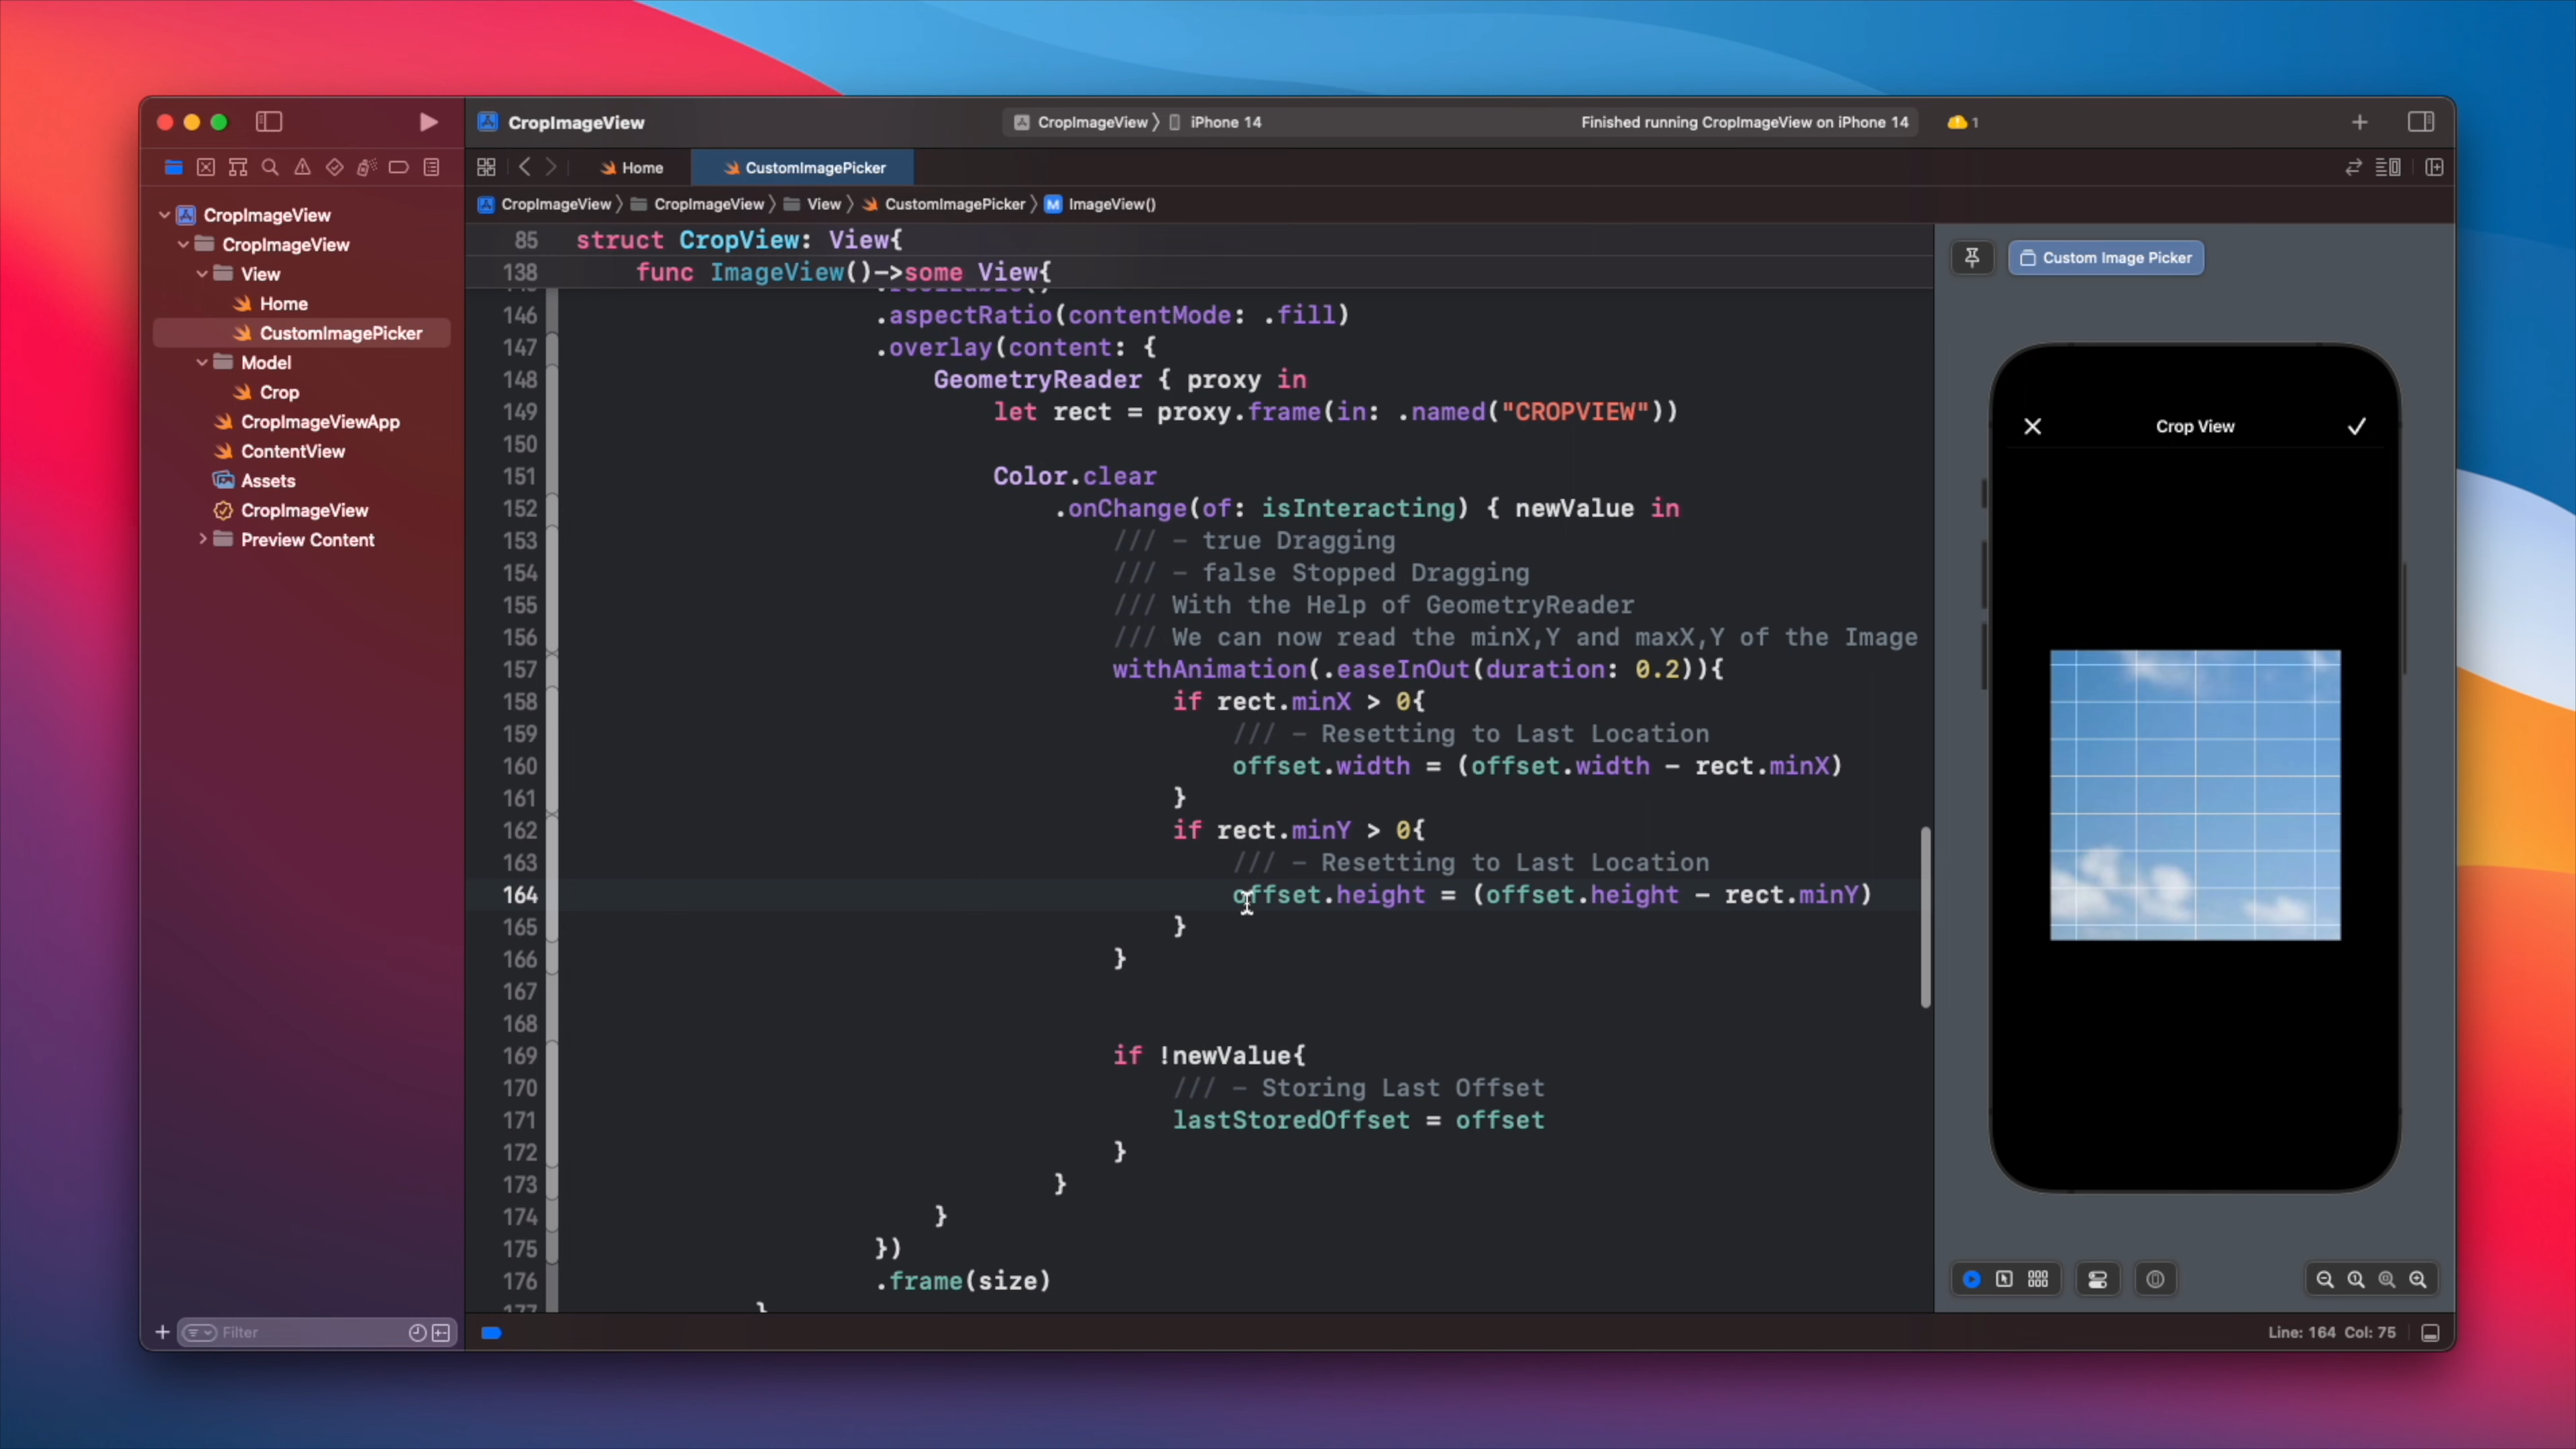 CropImageView
CropImageView
iPhone 14
Finished running CropImageView on iPhone 14
1
Home
CustomImagePicker
CropImageView
CropImageView
View
CustomImagePicker
M ImageView()
CropImageView
CropImageView
View
Home
CustomImagePicker
Model
Crop
CropImageViewApp
ContentView
Assets
CropImageView
Preview Content
Filter
85 struct CropView: View{
138 func ImageView()->some View{
146 .aspectRatio(contentMode: .fill)
147 .overlay(content: {
148 GeometryReader { proxy in
149 let rect = proxy.frame(in: .named("CROPVIEW"))
150
151 Color.clear
152 .onChange(of: isInteracting) { newValue in
153 /// - true Dragging
154 /// - false Stopped Dragging
155 /// With the Help of GeometryReader
156 /// We can now read the minX,Y and maxX,Y of the Image
157 withAnimation(.easeInOut(duration: 0.2)){
158 if rect.minX > 0{
159 /// - Resetting to Last Location
160 offset.width = (offset.width - rect.minX)
161 }
162 if rect.minY > 0{
163 /// - Resetting to Last Location
164 offset.height = (offset.height - rect.minY)
165 }
166 }
167
168
169 if !newValue{
170 /// - Storing Last Offset
171 lastStoredOffset = offset
172 }
173 }
174 }
175 })
176 .frame(size)
177 }
Custom Image Picker
Crop View
Line: 164 Col: 75